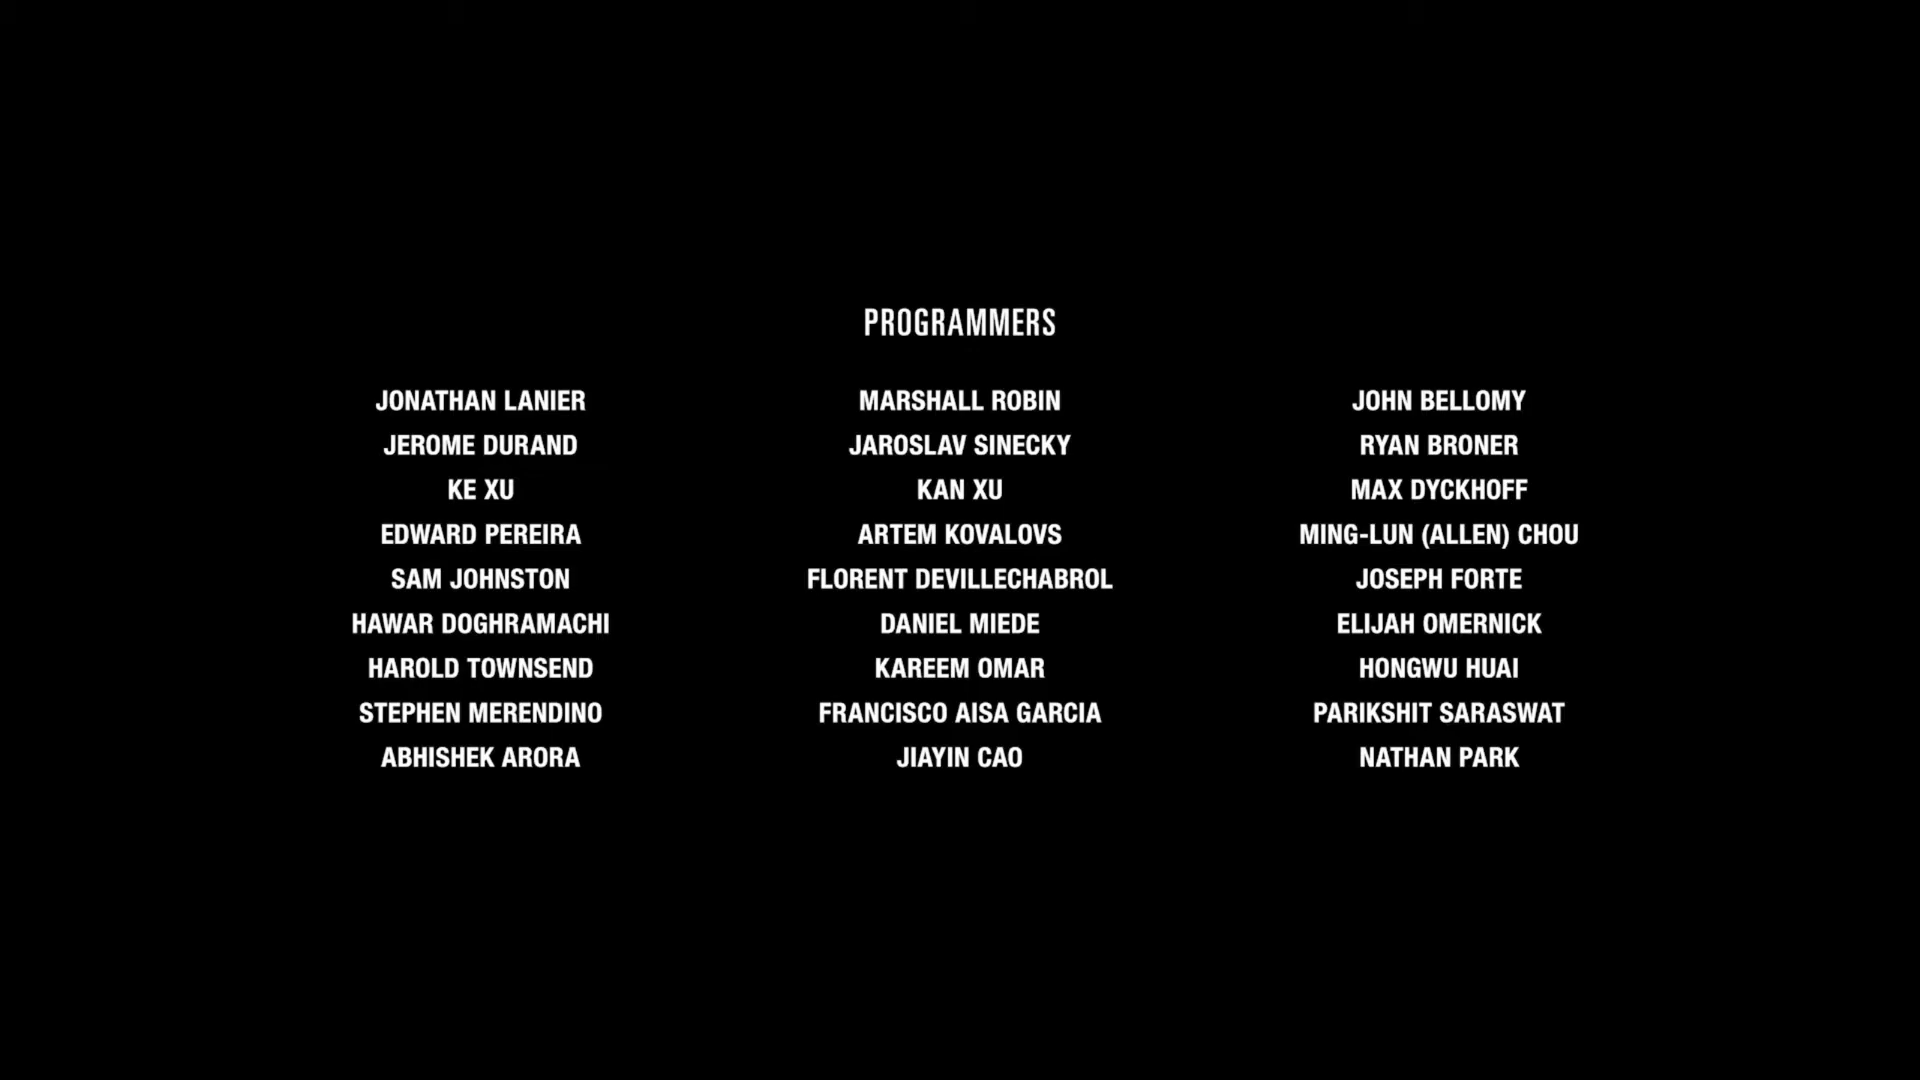 PROGRAMMERS
JONATHAN LANIER
MARSHALL ROBIN
JOHN BELLOMY
JEROME DURAND
JAROSLAV SINECKY
RYAN BRONER
KE XU
KAN XU
MAX DYCKHOFF
EDWARD PEREIRA
ARTEM KOVALOVS
MING-LUN (ALLEN) CHOU
SAM JOHNSTON
FLORENT DEVILLECHABROL
JOSEPH FORTE
HAWAR DOGHRAMACHI
DANIEL MIEDE
ELIJAH OMERNICK
HAROLD TOWNSEND
KAREEM OMAR
HONGWU HUAI
STEPHEN MERENDINO
FRANCISCO AISA GARCIA
PARIKSHIT SARASWAT
ABHISHEK ARORA
JIAYIN CAO
NATHAN PARK